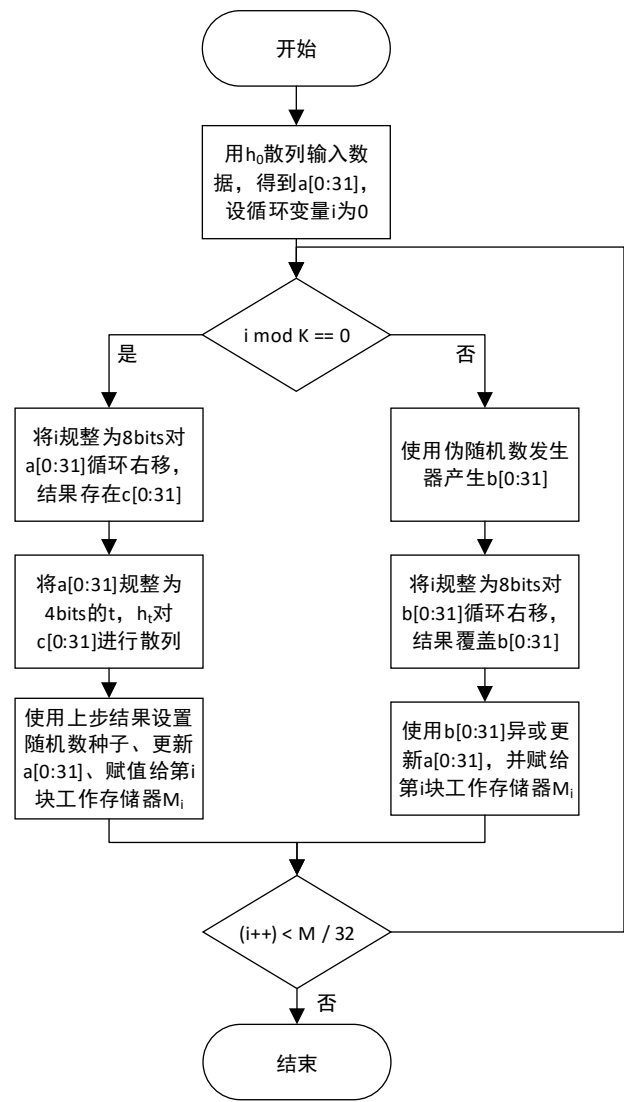 开始
用h₀散列输入数
据，得到a[0:31]，
设循环变量i为0
i mod K == 0
是
否
将i规整为8bits对
a[0:31]循环右移，
结果存在c[0:31]
使用伪随机数发生
器产生b[0:31]
将a[0:31]规整为
4bits的t，hₜ对
c[0:31]进行散列
将i规整为8bits对
b[0:31]循环右移，
结果覆盖b[0:31]
使用上步结果设置
随机数种子、更新
a[0:31]、赋值给第i
块工作存储器Mᵢ
使用b[0:31]异或更
新a[0:31]，并赋给
第i块工作存储器Mᵢ
(i++) < M / 32
否
结束